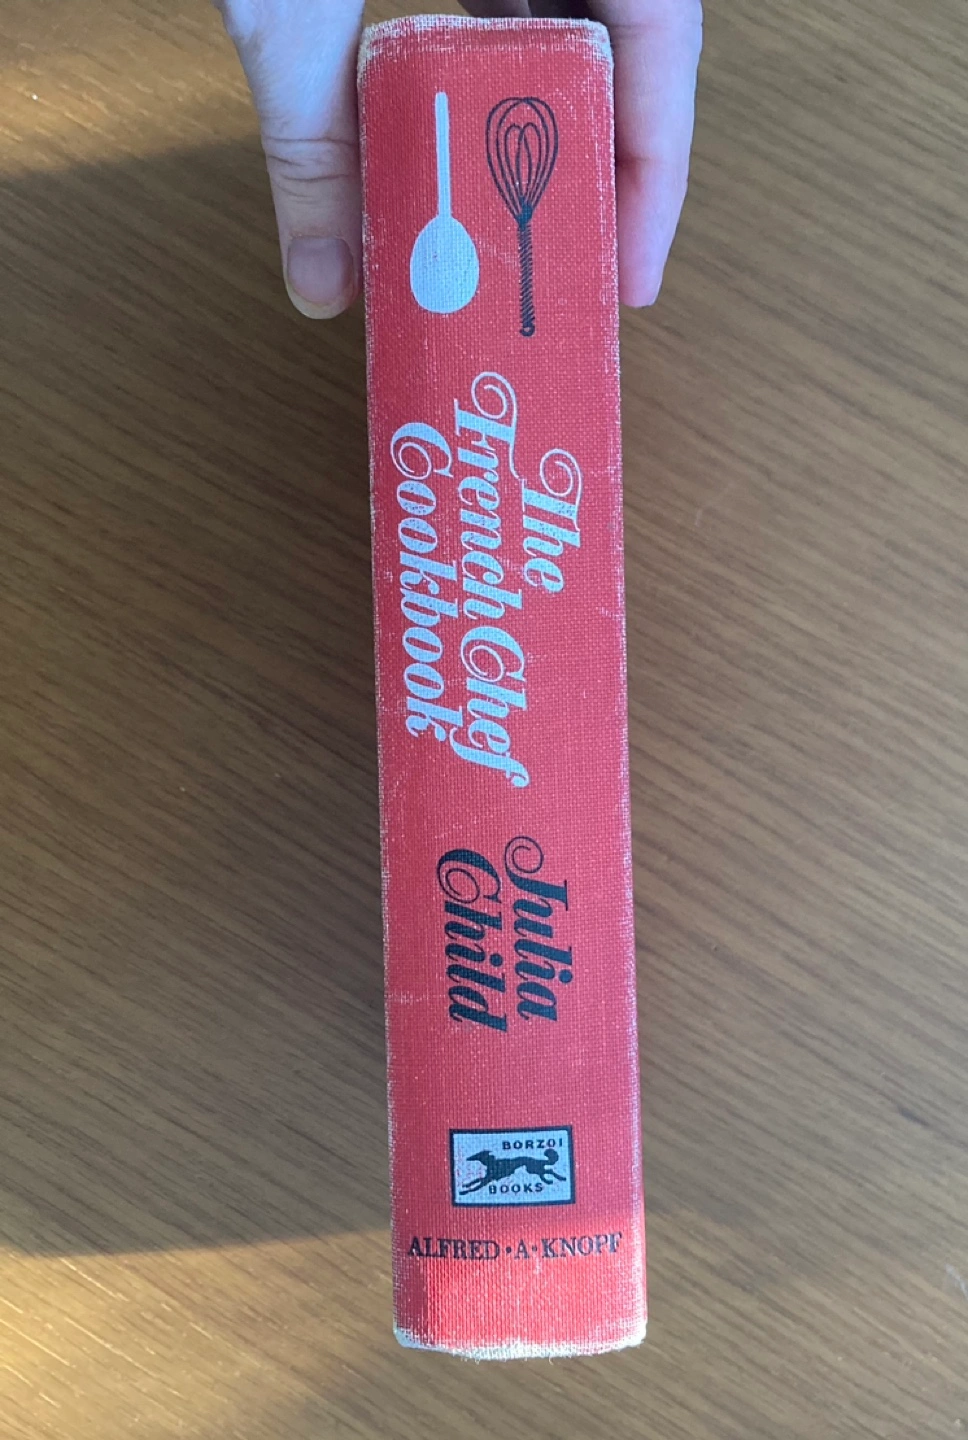 The
French Chef
Cookbook
Julia
Child
BORZOI
BOOKS
ALFRED·A·KNOPF